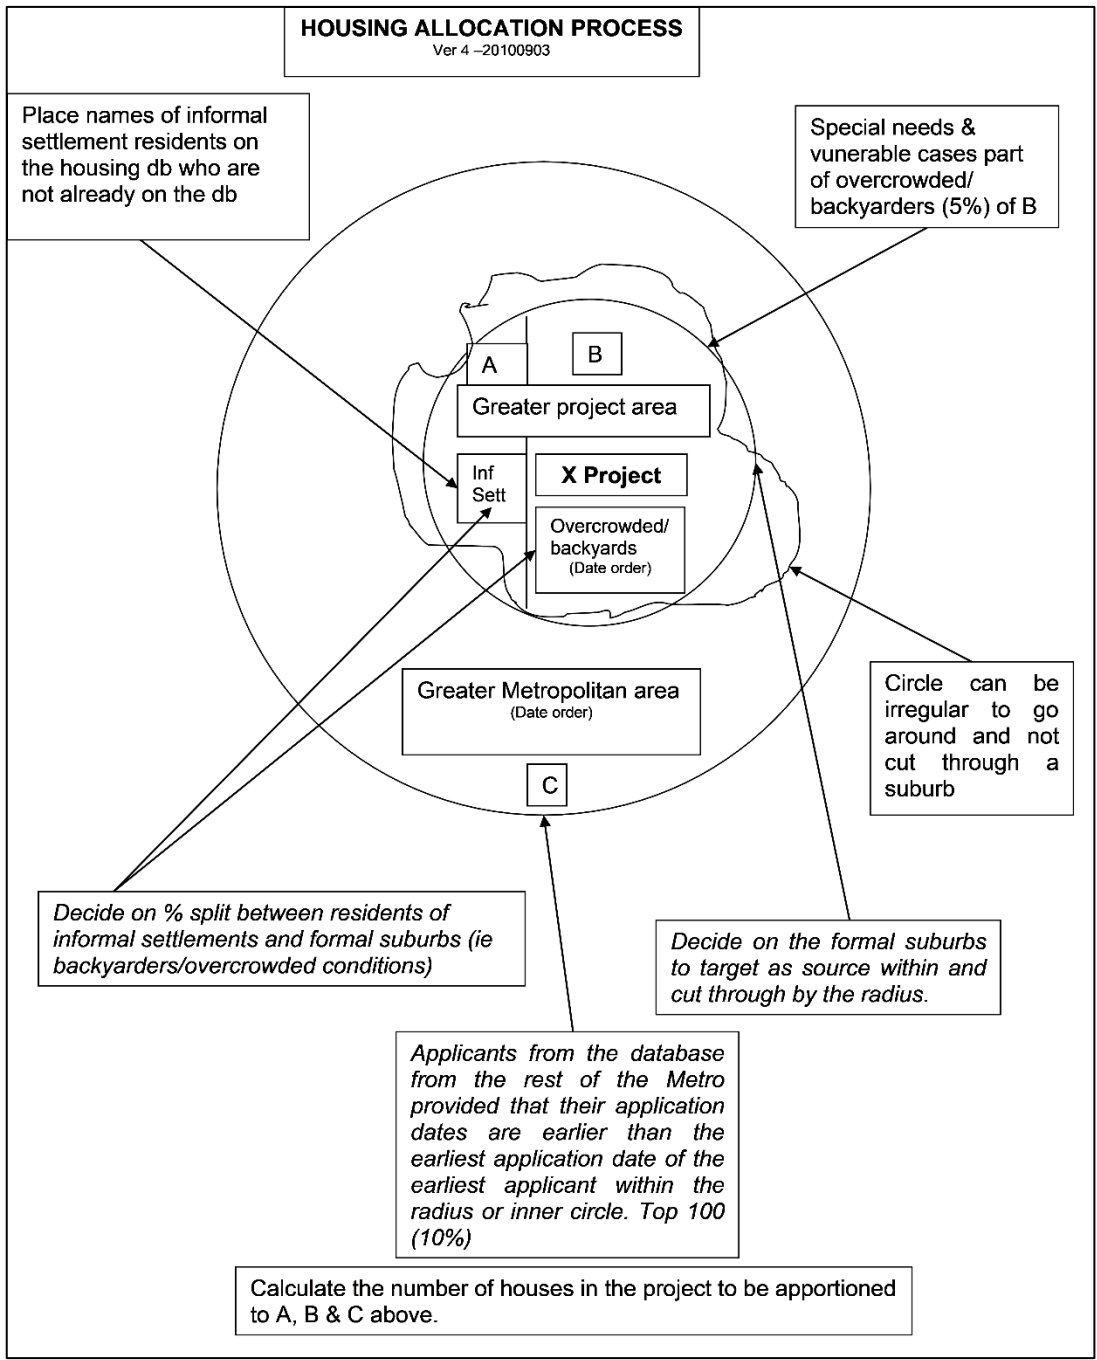 HOUSING ALLOCATION PROCESS
Ver 4 –20100903
Place names of informal
settlement residents on
the housing db who are
not already on the db
Special needs &
vunerable cases part
of overcrowded/
backyarders (5%) of B
A
B
Greater project area
Inf
Sett
X Project
Overcrowded/
backyards
(Date order)
Greater Metropolitan area
(Date order)
C
Circle can be
irregular to go
around and not
cut through a
suburb
Decide on % split between residents of
informal settlements and formal suburbs (ie
backyarders/overcrowded conditions)
Decide on the formal suburbs
to target as source within and
cut through by the radius.
Applicants from the database
from the rest of the Metro
provided that their application
dates are earlier than the
earliest application date of the
earliest applicant within the
radius or inner circle. Top 100
(10%)
Calculate the number of houses in the project to be apportioned
to A, B & C above.